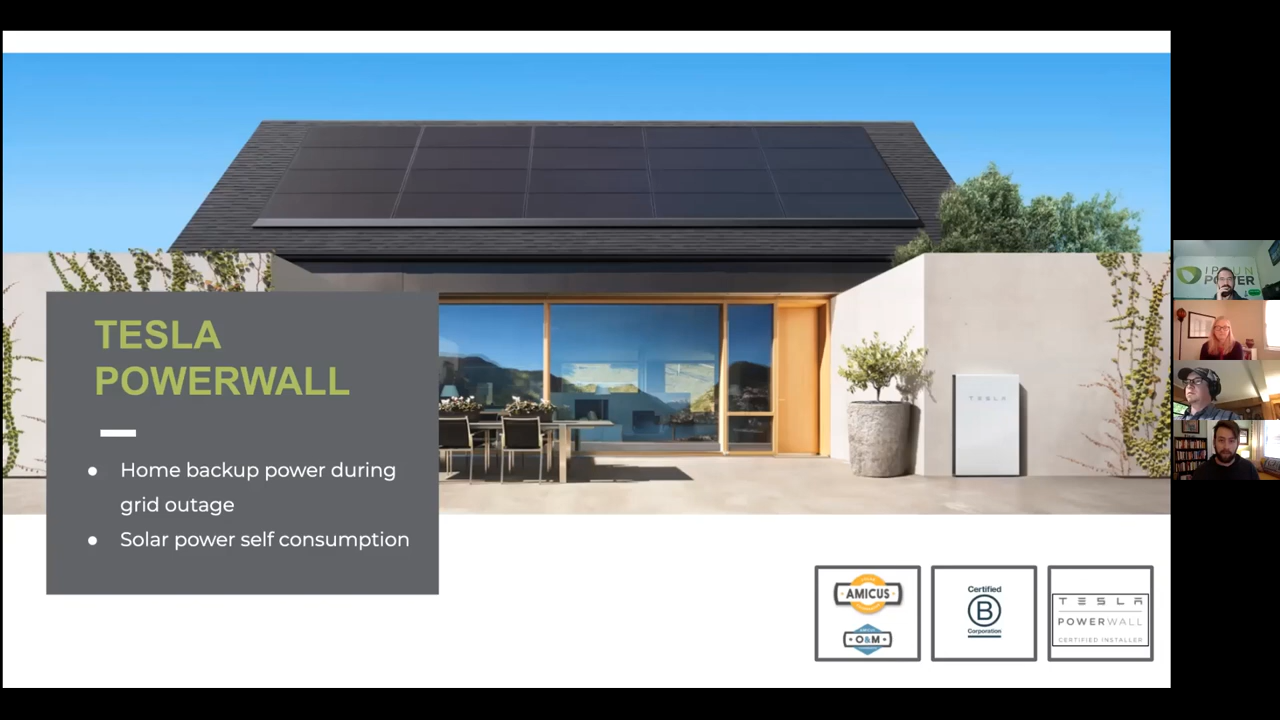 TESLA
TESLA
POWERWALL
● Home backup power during
grid outage
● Solar power self consumption
AMICUS
O&M
Certified
B
Corporation
TESLA
POWERWALL
CERTIFIED INSTALLER
POWER